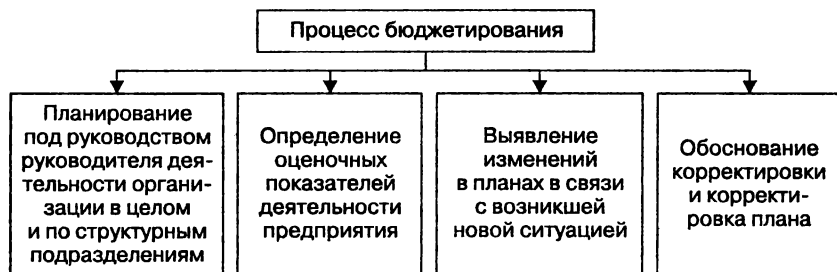 Процесс бюджетирования
Планирование
под руководством
руководителя дея-
тельности органи-
зации в целом
и по структурным
подразделениям
Определение
оценочных
показателей
деятельности
предприятия
Выявление
изменений
в планах в связи
с возникшей
новой ситуацией
Обоснование
корректировки
и корректи-
ровка плана